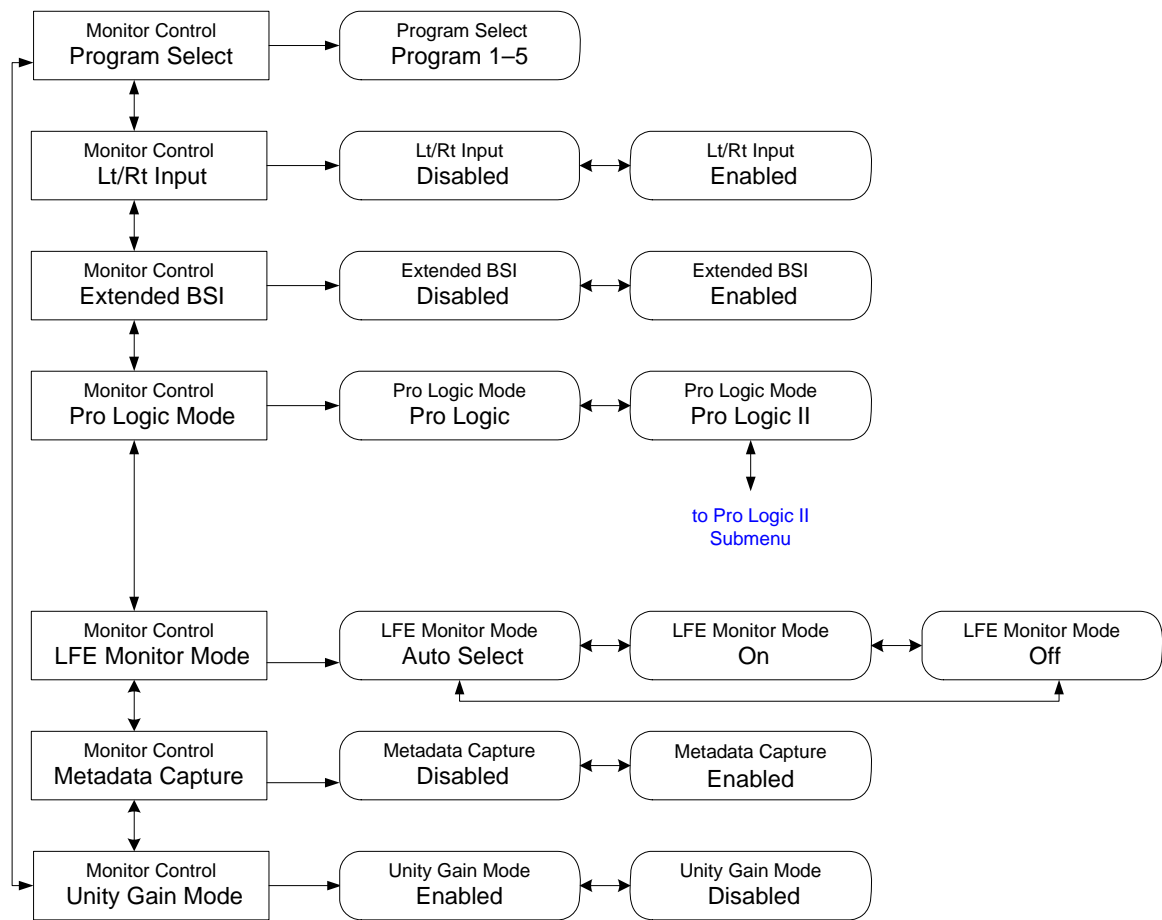 Monitor Control
Program Select
Program Select
Program 1–5
Monitor Control
Lt/Rt Input
Lt/Rt Input
Disabled
Lt/Rt Input
Enabled
Monitor Control
Extended BSI
Extended BSI
Disabled
Extended BSI
Enabled
Monitor Control
Pro Logic Mode
Pro Logic Mode
Pro Logic
Pro Logic Mode
Pro Logic II
to Pro Logic II
Submenu
Monitor Control
LFE Monitor Mode
LFE Monitor Mode
Auto Select
LFE Monitor Mode
On
LFE Monitor Mode
Off
Monitor Control
Metadata Capture
Metadata Capture
Disabled
Metadata Capture
Enabled
Monitor Control
Unity Gain Mode
Unity Gain Mode
Enabled
Unity Gain Mode
Disabled